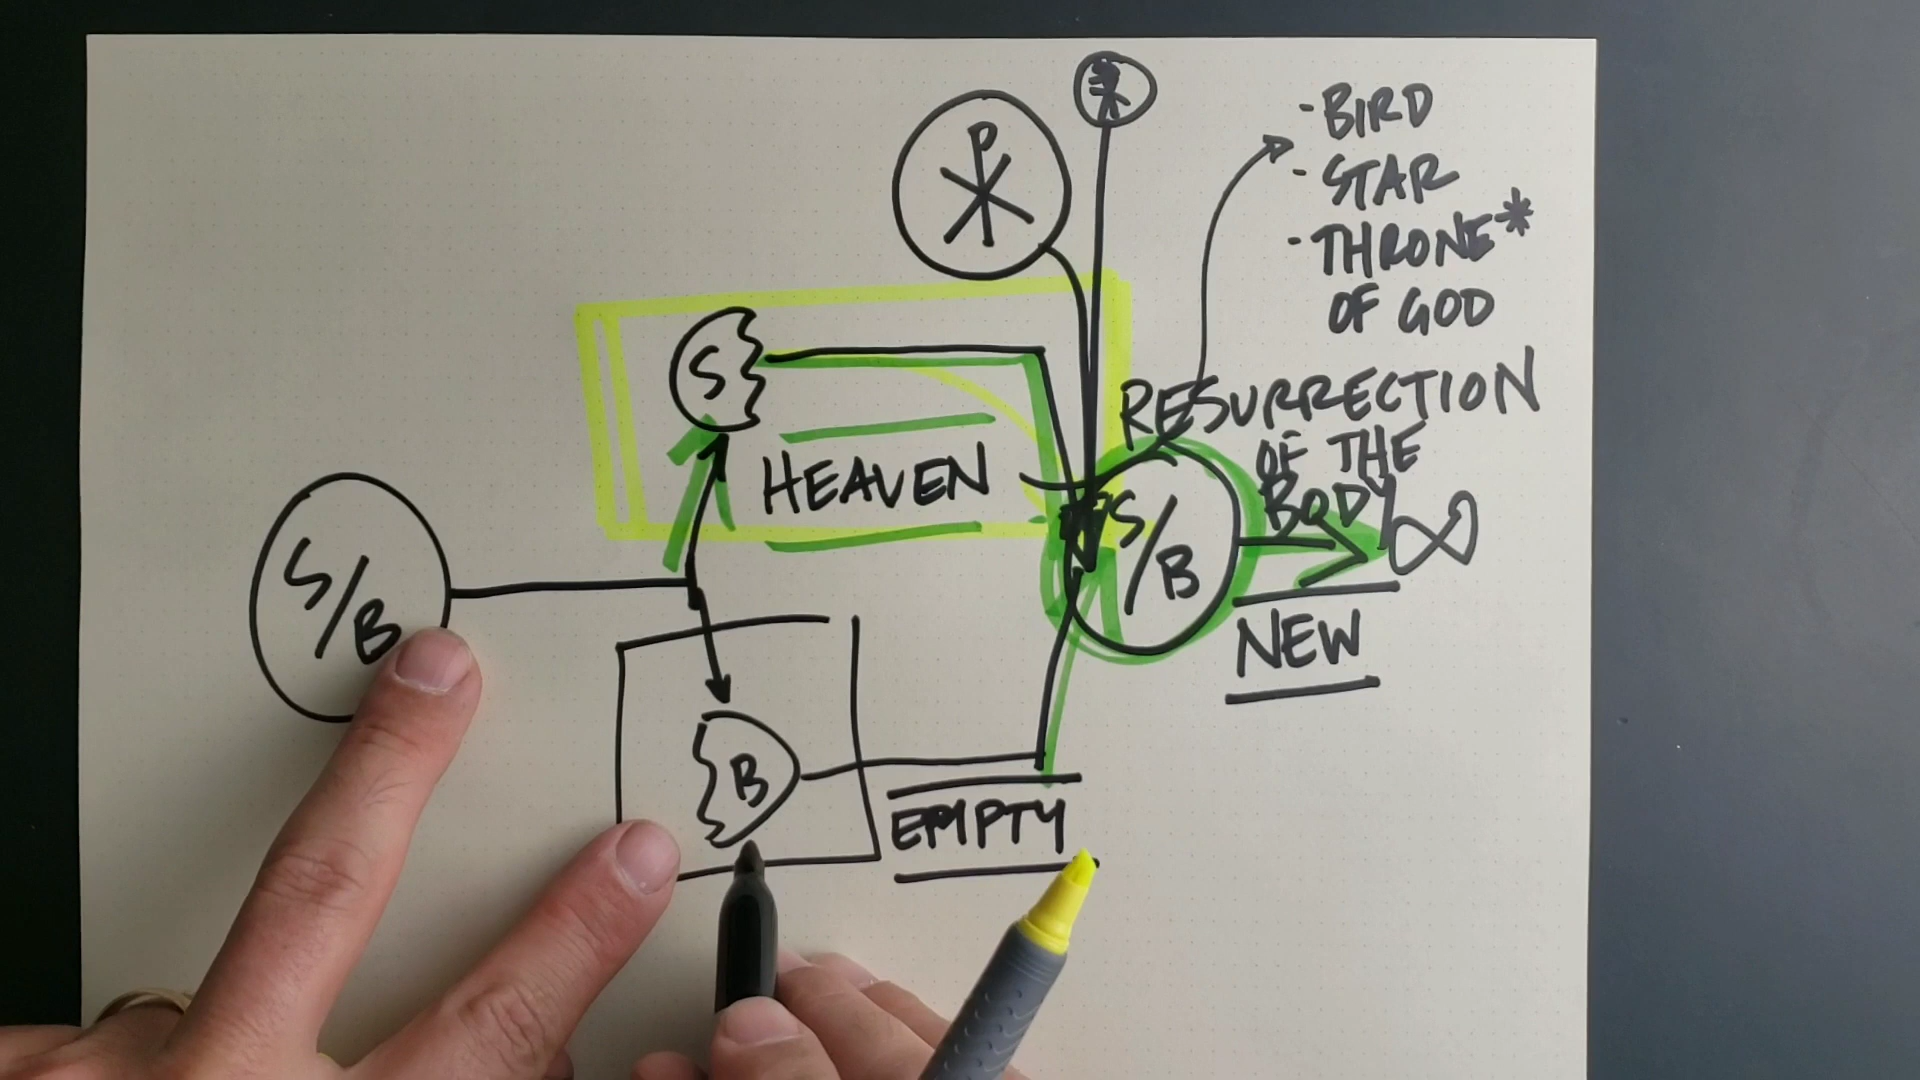 - BIRD
- STAR
- THRONE*
OF GOD
RESURRECTION
OF THE
BODY
S
HEAVEN
S/B
S/B
∞
NEW
B
EMPTY